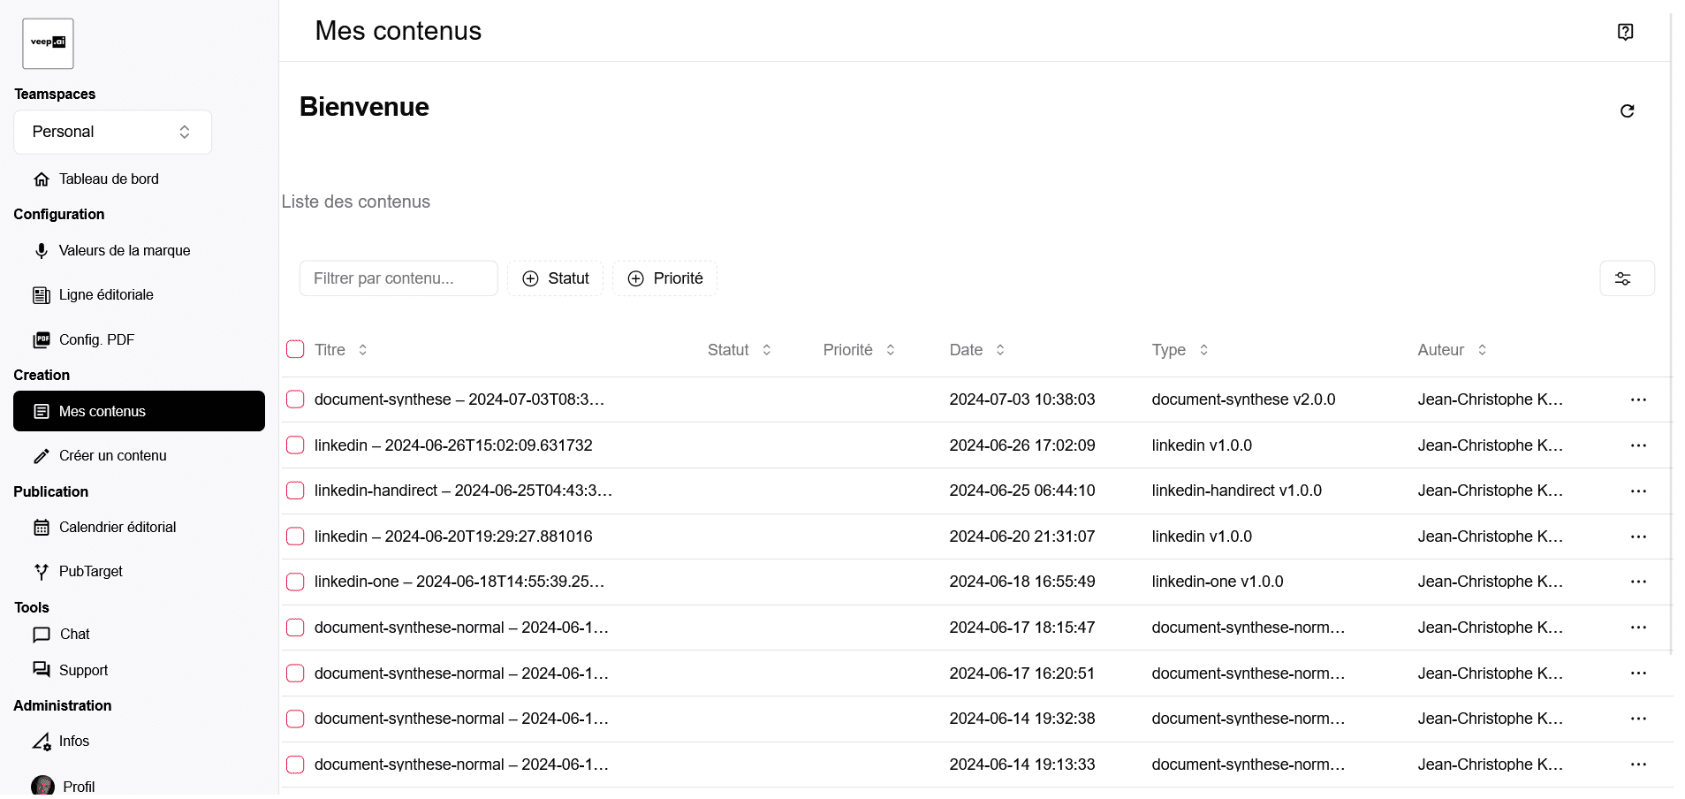 veep.ai
Teamspaces
Personal
Tableau de bord
Configuration
Valeurs de la marque
Ligne éditoriale
PDF
Config. PDF
Creation
Mes contenus
Créer un contenu
Publication
Calendrier éditorial
PubTarget
Tools
Chat
Support
Administration
Infos
Profil
Mes contenus
Bienvenue
Liste des contenus
Filtrer par contenu... Statut Priorité
Titre Statut Priorité Date Type Auteur
document-synthese – 2024-07-03T08:3… 2024-07-03 10:38:03 document-synthese v2.0.0 Jean-Christophe K… ...
linkedin – 2024-06-26T15:02:09.631732 2024-06-26 17:02:09 linkedin v1.0.0 Jean-Christophe K… ...
linkedin-handirect – 2024-06-25T04:43:3… 2024-06-25 06:44:10 linkedin-handirect v1.0.0 Jean-Christophe K… ...
linkedin – 2024-06-20T19:29:27.881016 2024-06-20 21:31:07 linkedin v1.0.0 Jean-Christophe K… ...
linkedin-one – 2024-06-18T14:55:39.25… 2024-06-18 16:55:49 linkedin-one v1.0.0 Jean-Christophe K… ...
document-synthese-normal – 2024-06-1… 2024-06-17 18:15:47 document-synthese-norm… Jean-Christophe K… ...
document-synthese-normal – 2024-06-1… 2024-06-17 16:20:51 document-synthese-norm… Jean-Christophe K… ...
document-synthese-normal – 2024-06-1… 2024-06-14 19:32:38 document-synthese-norm… Jean-Christophe K… ...
document-synthese-normal – 2024-06-1… 2024-06-14 19:13:33 document-synthese-norm… Jean-Christophe K… ...